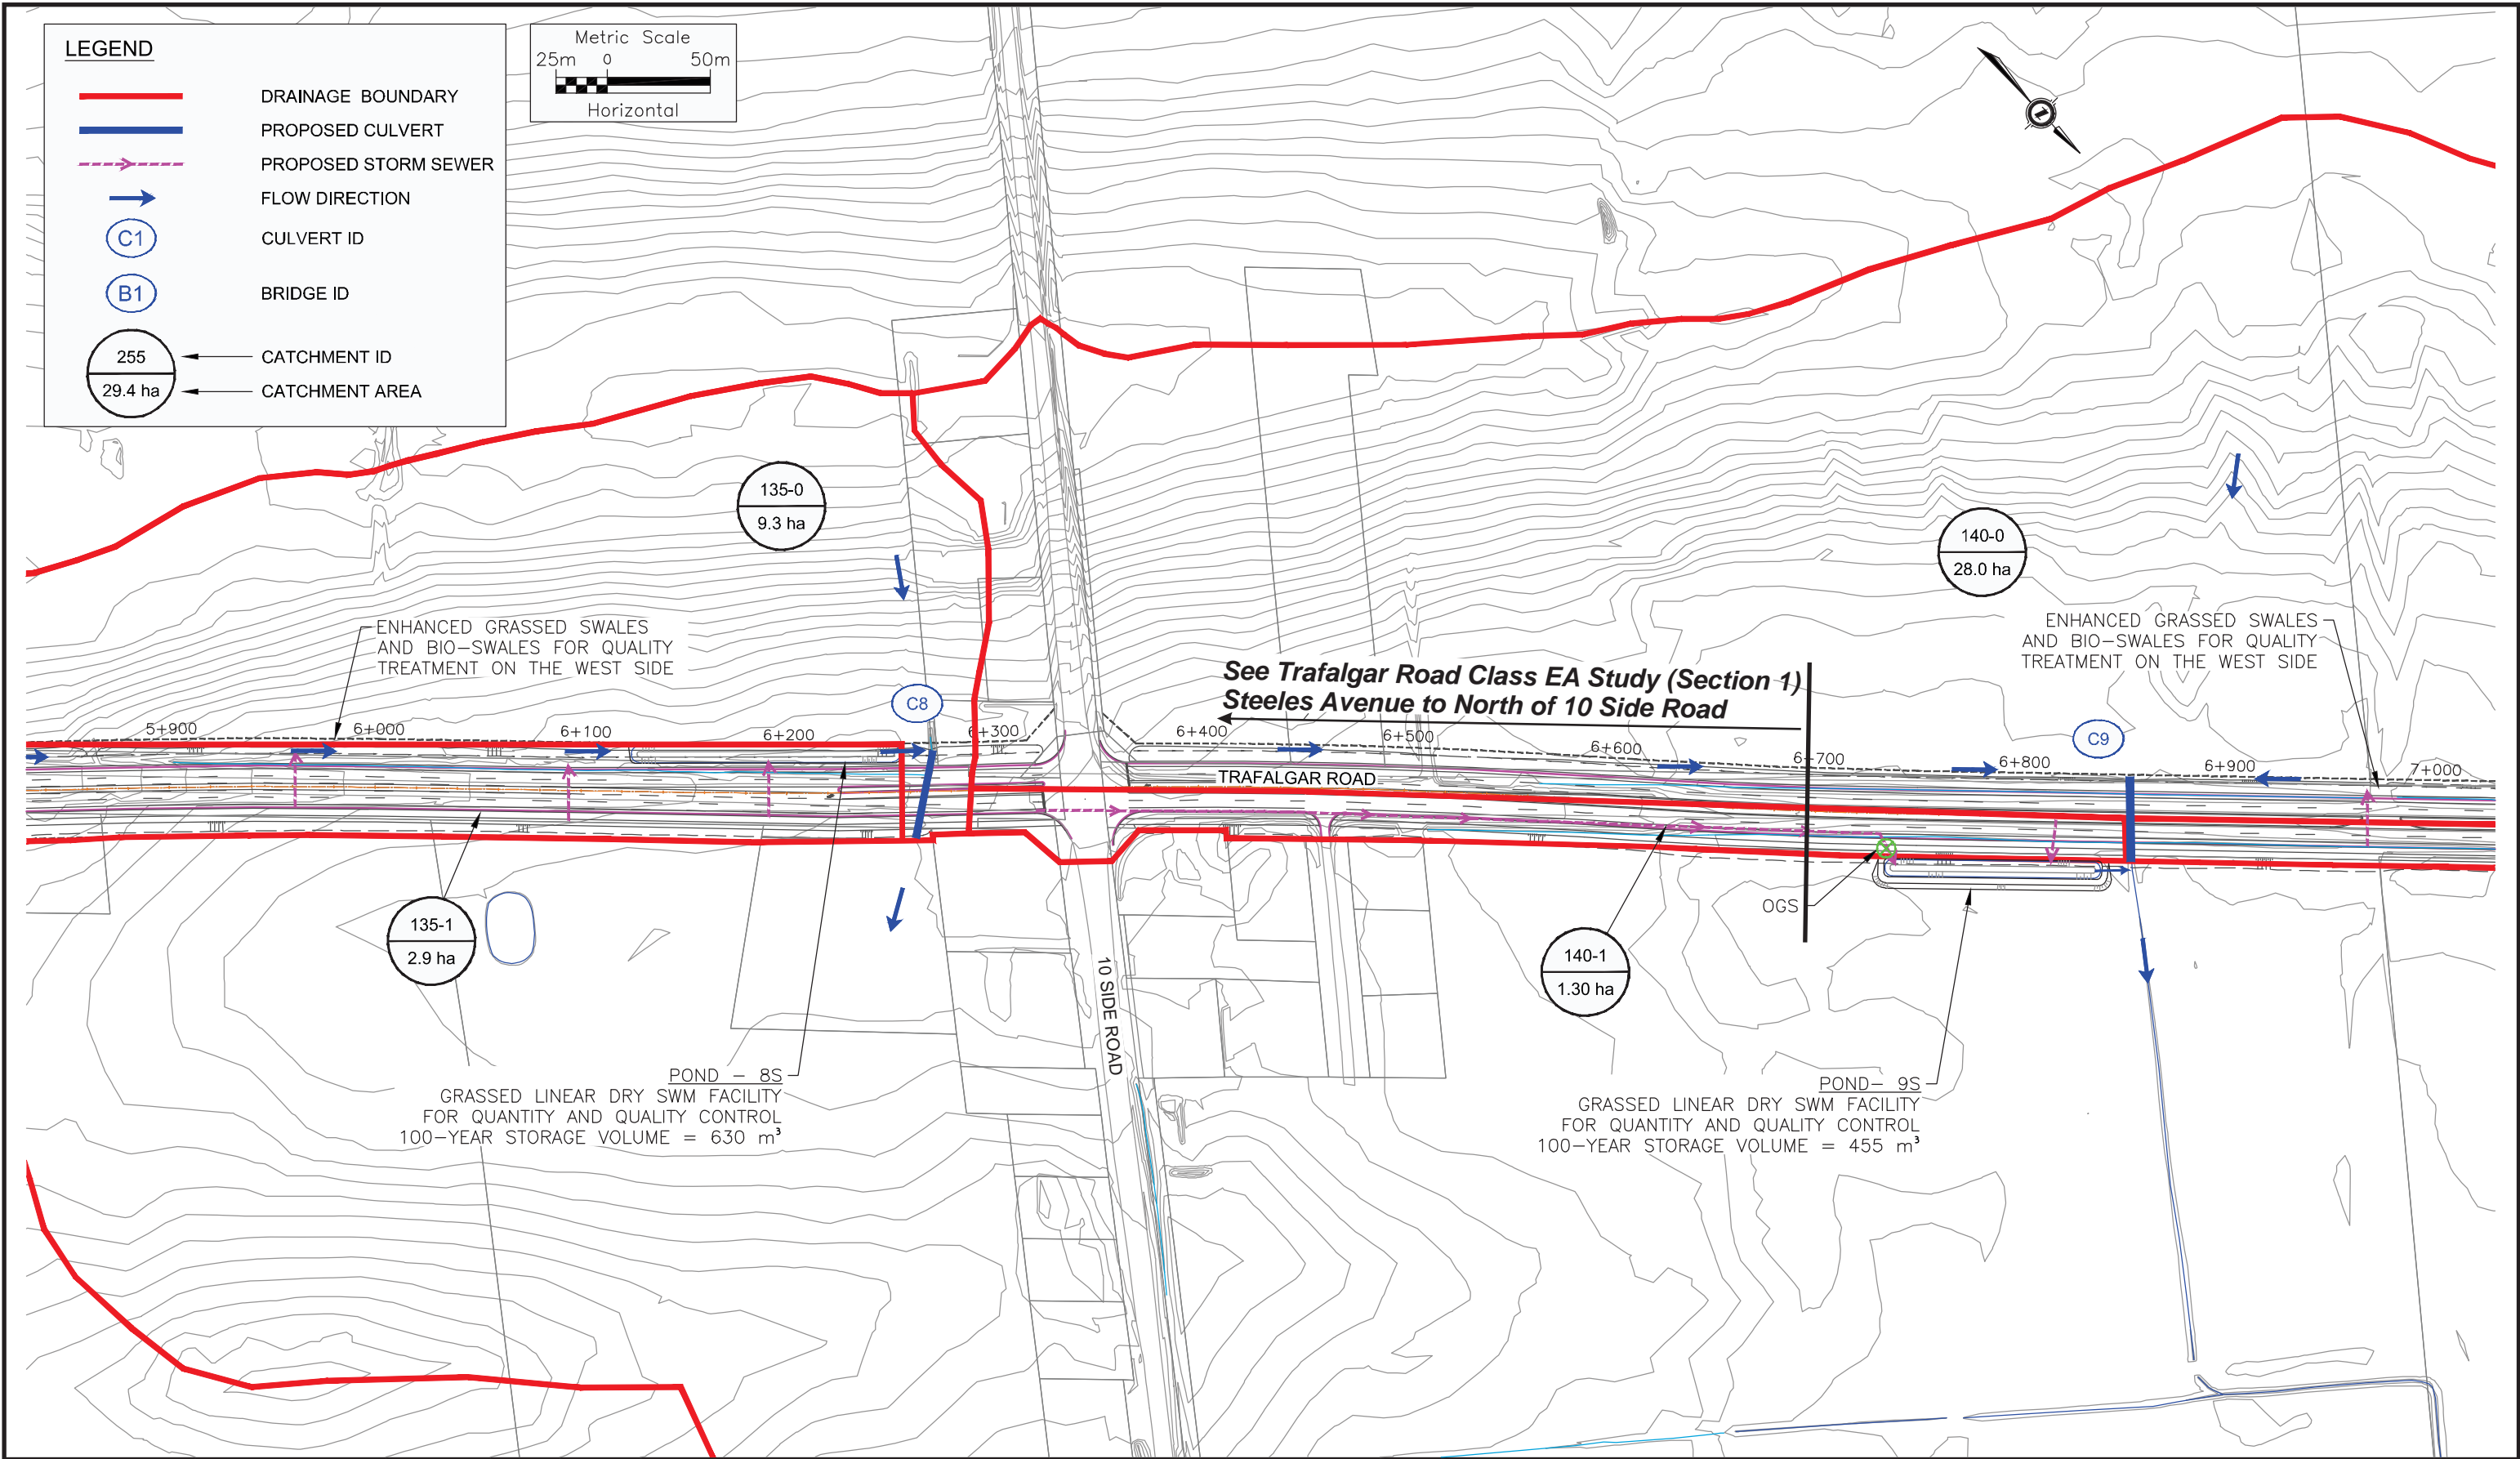 LEGEND
DRAINAGE BOUNDARY
PROPOSED CULVERT
PROPOSED STORM SEWER
FLOW DIRECTION
C1
CULVERT ID
B1
BRIDGE ID
255
CATCHMENT ID
29.4 ha
CATCHMENT AREA
Metric Scale
25m 0 50m
Horizontal
135-0
9.3 ha
140-0
28.0 ha
ENHANCED GRASSED SWALES
AND BIO-SWALES FOR QUALITY
TREATMENT ON THE WEST SIDE
ENHANCED GRASSED SWALES
AND BIO-SWALES FOR QUALITY
TREATMENT ON THE WEST SIDE
See Trafalgar Road Class EA Study (Section 1)
Steeles Avenue to North of 10 Side Road
C8
C9
5+900 6+000 6+100 6+200 6+300 6+400 6+500 6+600 6+700 6+800 6+900 7+000
TRAFALGAR ROAD
OGS
135-1
2.9 ha
140-1
1.30 ha
10 SIDE ROAD
POND - 8S
GRASSED LINEAR DRY SWM FACILITY
FOR QUANTITY AND QUALITY CONTROL
100-YEAR STORAGE VOLUME = 630 m³
POND- 9S
GRASSED LINEAR DRY SWM FACILITY
FOR QUANTITY AND QUALITY CONTROL
100-YEAR STORAGE VOLUME = 455 m³